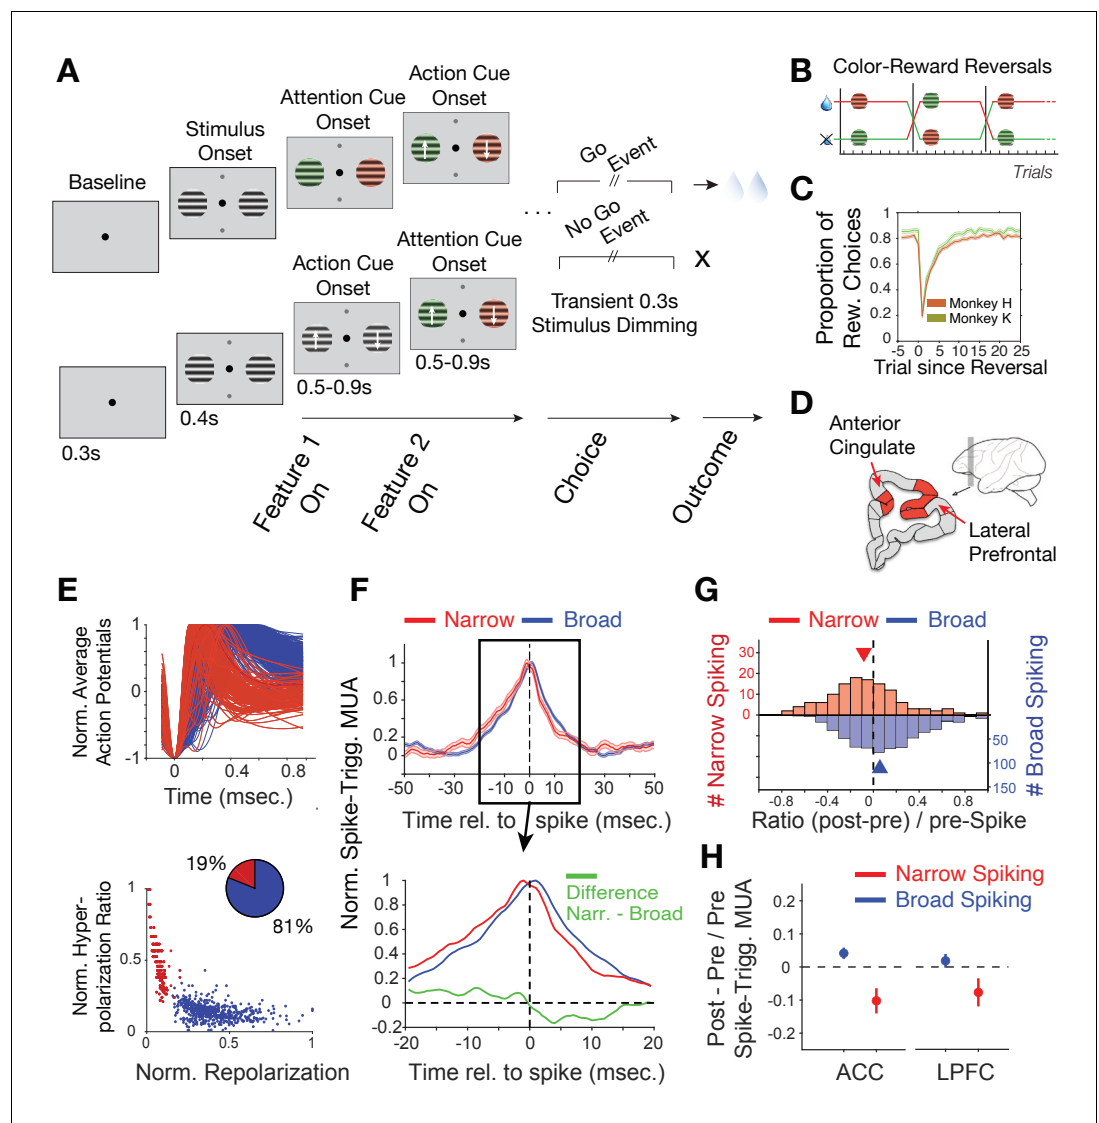 A
Baseline
Stimulus
Onset
Attention Cue
Onset
Action Cue
Onset
Go
Event
No Go
Event
. . .
X
Transient 0.3s
Stimulus Dimming
Action Cue
Onset
Attention Cue
Onset
0.3s
0.4s
0.5-0.9s
0.5-0.9s
Feature 1
On
Feature 2
On
Choice
Outcome
B
Color-Reward Reversals
Trials
C
Proportion of
Rew. Choices
1
0.8
0.6
0.4
0.2
0
Monkey H
Monkey K
-5 0 5 10 15 20 25
Trial since Reversal
D
Anterior
Cingulate
Lateral
Prefrontal
E
Norm. Average
Action Potentials
1
0
-1
0 0.4 0.8
Time (msec.)
19%
81%
Norm. Hyper-
polarization Ratio
1
0.5
0
0 0.5 1
Norm. Repolarization
F
Narrow Broad
Norm. Spike-Trigg. MUA
1
0.8
0.6
0.2
0
-50 -30 -10 0 10 30 50
Time rel. to spike (msec.)
Difference
Narr. - Broad
1
0.8
0.6
0.4
0.2
0
-0.2
-20 -10 0 10 20
Time rel. to spike (msec.)
G
Narrow Broad
# Narrow Spiking
30
20
10
0
# Broad Spiking
50
100
150
-0.8 -0.4 0 0.4 0.8
Ratio (post-pre) / pre-Spike
H
Narrow Spiking
Broad Spiking
Post - Pre / Pre
Spike-Trigg. MUA
0.2
0.1
0
-0.1
-0.2
ACC LPFC